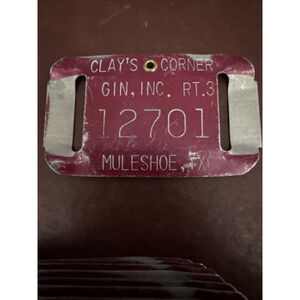 CLAY'S CORNER
GIN, INC. RT.3
12701
MULESHOE, TX